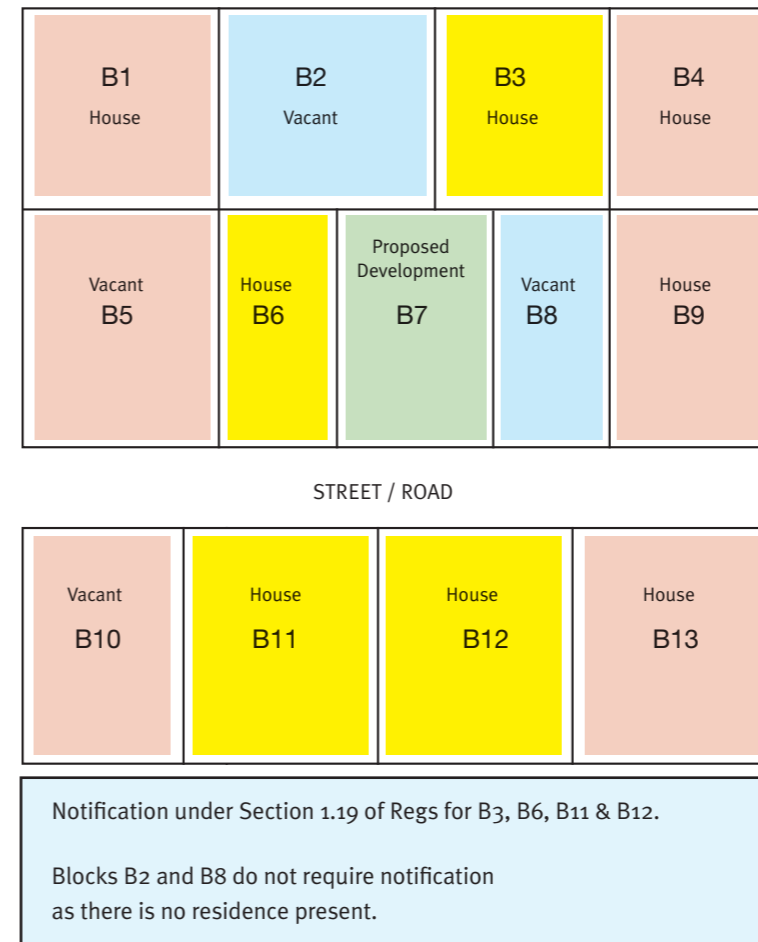 B1
House
B2
Vacant
B3
House
B4
House
Vacant
B5
House
B6
Proposed
Development
B7
Vacant
B8
House
B9
STREET / ROAD
Vacant
B10
House
B11
House
B12
House
B13
Notification under Section 1.19 of Regs for B3, B6, B11 & B12.
Blocks B2 and B8 do not require notification
as there is no residence present.